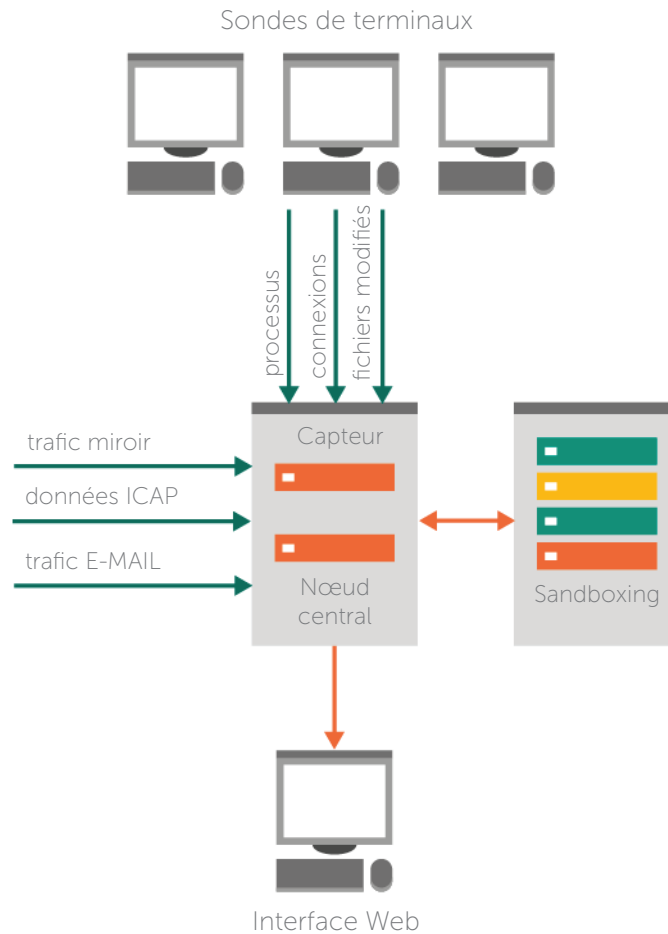 Sondes de terminaux
processus
connexions
fichiers modifiés
trafic miroir
données ICAP
trafic E-MAIL
Capteur
Nœud
central
Sandboxing
Interface Web